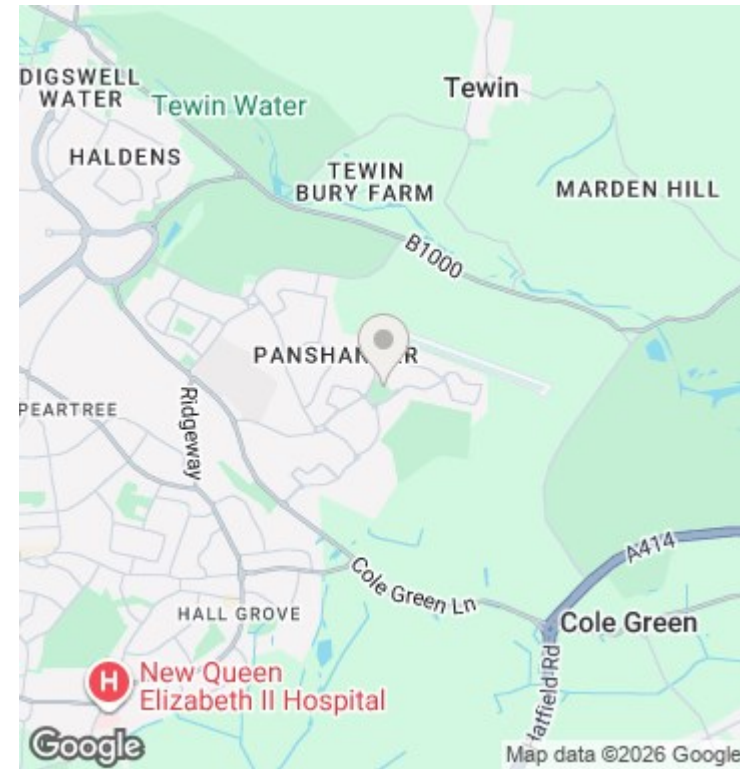 DIGSWELL
WATER
Tewin Water
Tewin
HALDENS
TEWIN
BURY FARM
MARDEN HILL
B1000
PANSHAN
R
PEARTREE
Ridgeway
A414
Cole Green Ln
HALL GROVE
Cole Green
H
New Queen
Elizabeth II Hospital
Hatfield Rd
Google
Map data ©2026 Google